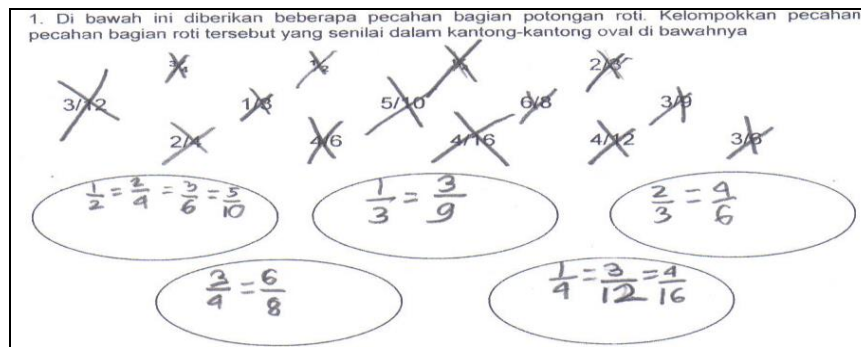 1. Di bawah ini diberikan beberapa pecahan bagian potongan roti. Kelompokkan pecahan
pecahan bagian roti tersebut yang senilai dalam kantong-kantong oval di bawahnya
2/3
3/12 1/3 5/10 6/8 3/9
2/4 4/6 4/16 4/12 3/6
1/2 = 2/4 = 3/6 = 5/10
1/3 = 3/9
2/3 = 4/6
3/4 = 6/8
1/4 = 3/12 = 4/16